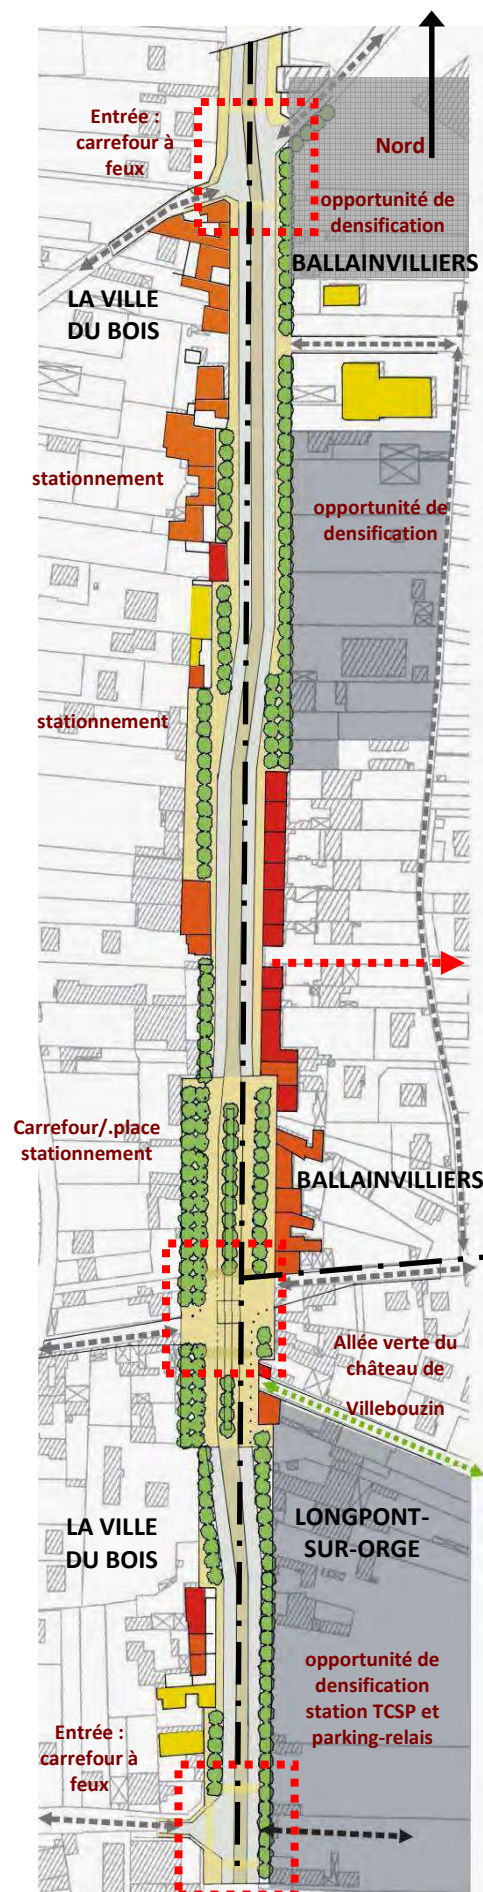 Entrée :
carrefour à
feux
Nord
opportunité de
densification
BALLAINVILLIERS
LA VILLE
DU BOIS
stationnement
opportunité de
densification
stationnement
Carrefour/.place
stationnement
BALLAINVILLIERS
Allée verte du
château de
Villebouzin
LA VILLE
DU BOIS
LONGPONT-
SUR-ORGE
opportunité de
densification
station TCSP et
parking-relais
Entrée :
carrefour à
feux